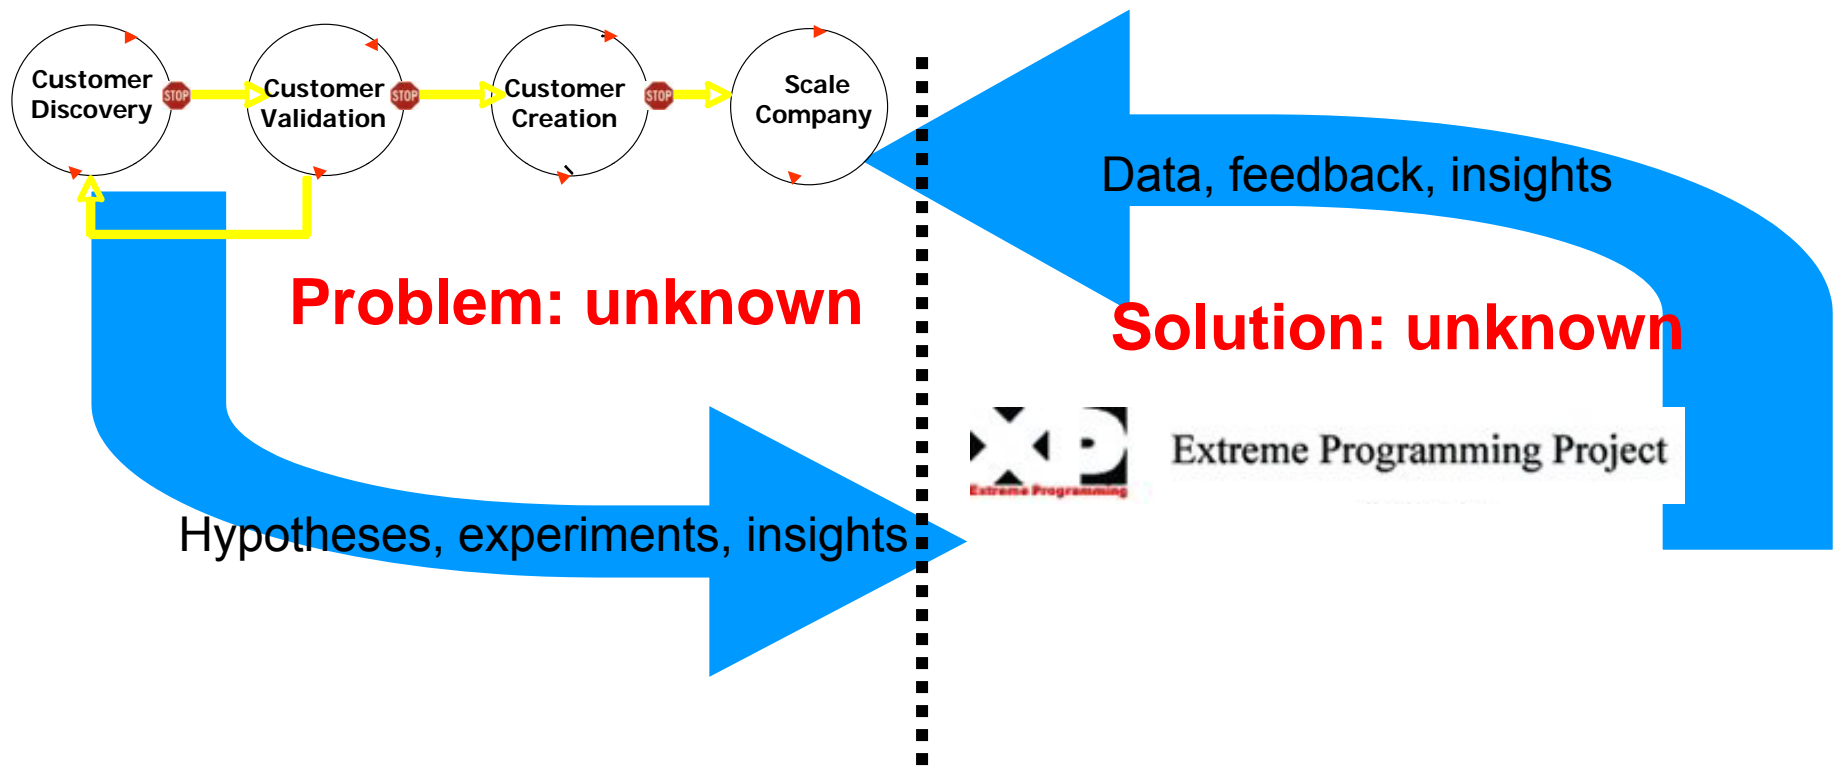 Customer
Discovery
STOP
Customer
Validation
STOP
Customer
Creation
STOP
Scale
Company
Data, feedback, insights
Problem: unknown
Solution: unknown
XP
Extreme Programming
Extreme Programming Project
Hypotheses, experiments, insights